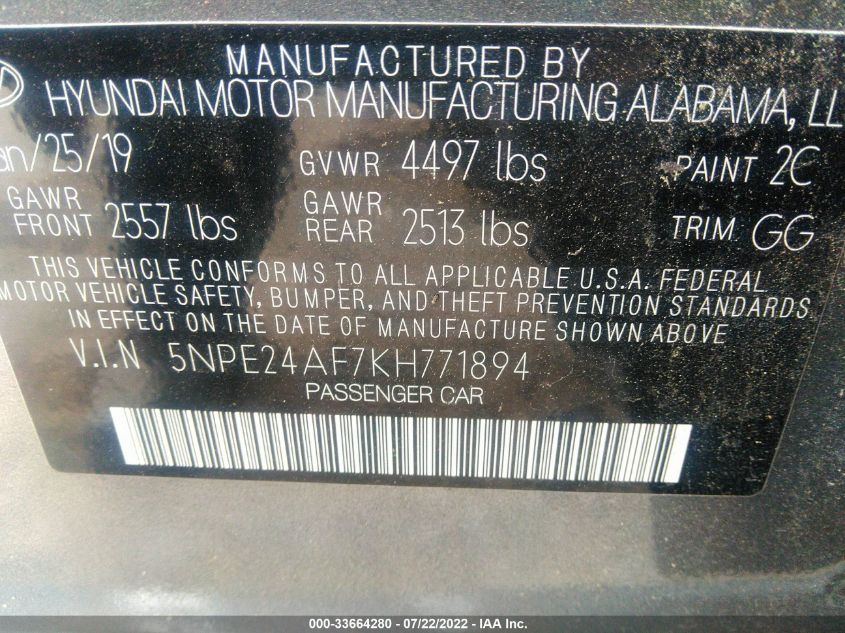 MANUFACTURED BY
HYUNDAI MOTOR MANUFACTURING ALABAMA, LL
an/25/19 GVWR 4497 lbs PAINT 2C
GAWR FRONT 2557 lbs GAWR REAR 2513 lbs TRIM GG
THIS VEHICLE CONFORMS TO ALL APPLICABLE U.S.A. FEDERAL
MOTOR VEHICLE SAFETY, BUMPER, AND THEFT PREVENTION STANDARDS
IN EFFECT ON THE DATE OF MANUFACTURE SHOWN ABOVE
V.I.N 5NPE24AF7KH771894
PASSENGER CAR
000-33664280 - 07/22/2022 - IAA Inc.